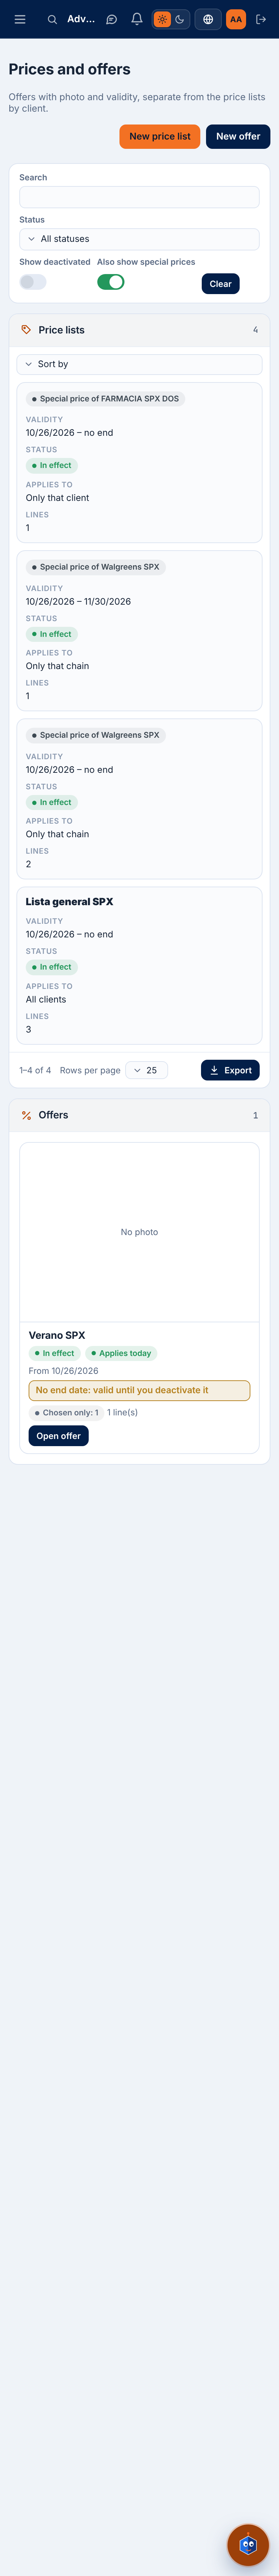 Adv...
AA
Prices and offers
Offers with photo and validity, separate from the price lists
by client.
New price list
New offer
Search
Status
All statuses
Show deactivated
Also show special prices
Clear
Price lists
4
Sort by
Special price of FARMACIA SPX DOS
VALIDITY
10/26/2026 – no end
STATUS
In effect
APPLIES TO
Only that client
LINES
1
Special price of Walgreens SPX
VALIDITY
10/26/2026 – 11/30/2026
STATUS
In effect
APPLIES TO
Only that chain
LINES
1
Special price of Walgreens SPX
VALIDITY
10/26/2026 – no end
STATUS
In effect
APPLIES TO
Only that chain
LINES
2
Lista general SPX
VALIDITY
10/26/2026 – no end
STATUS
In effect
APPLIES TO
All clients
LINES
3
1–4 of 4
Rows per page
25
Export
Offers
1
No photo
Verano SPX
In effect
Applies today
From 10/26/2026
No end date: valid until you deactivate it
Chosen only: 1
1 line(s)
Open offer